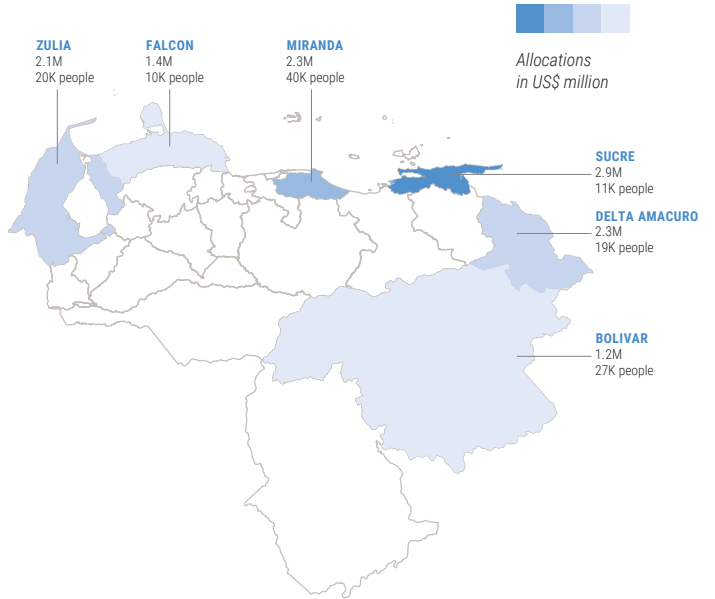 Allocations
in US$ million
ZULIA
2.1M
20K people
FALCON
1.4M
10K people
MIRANDA
2.3M
40K people
SUCRE
2.9M
11K people
DELTA AMACURO
2.3M
19K people
BOLIVAR
1.2M
27K people